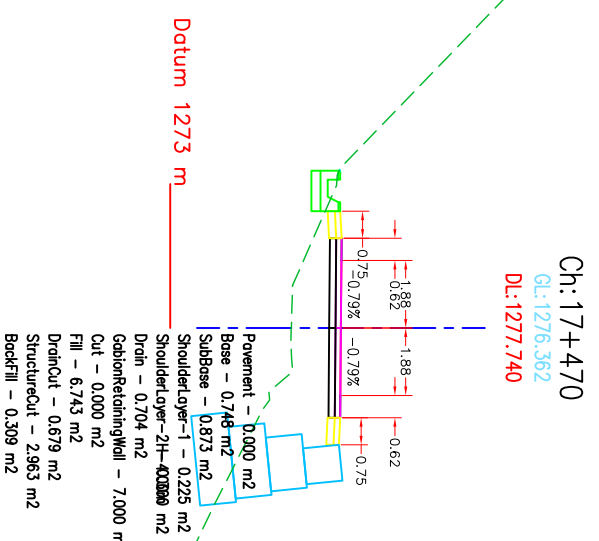 Ch:17+470
GL:1276.362
DL:1277.740
Datum 1273 m
0.75
0.62
1.88
1.88
0.62
0.75
-0.79%
-0.79%
Pavement - 0.000 m2
Base - 0.748 m2
SubBase - 0.873 m2
ShoulderLayer-1 - 0.225 m2
ShoulderLayer-2
Drain - 0.704 m2
GabionRetainingWall - 7.000 m
Cut - 0.000 m2
Fill - 6.743 m2
DrainCut - 0.679 m2
StructureCut - 2.963 m2
BackFill - 0.309 m2